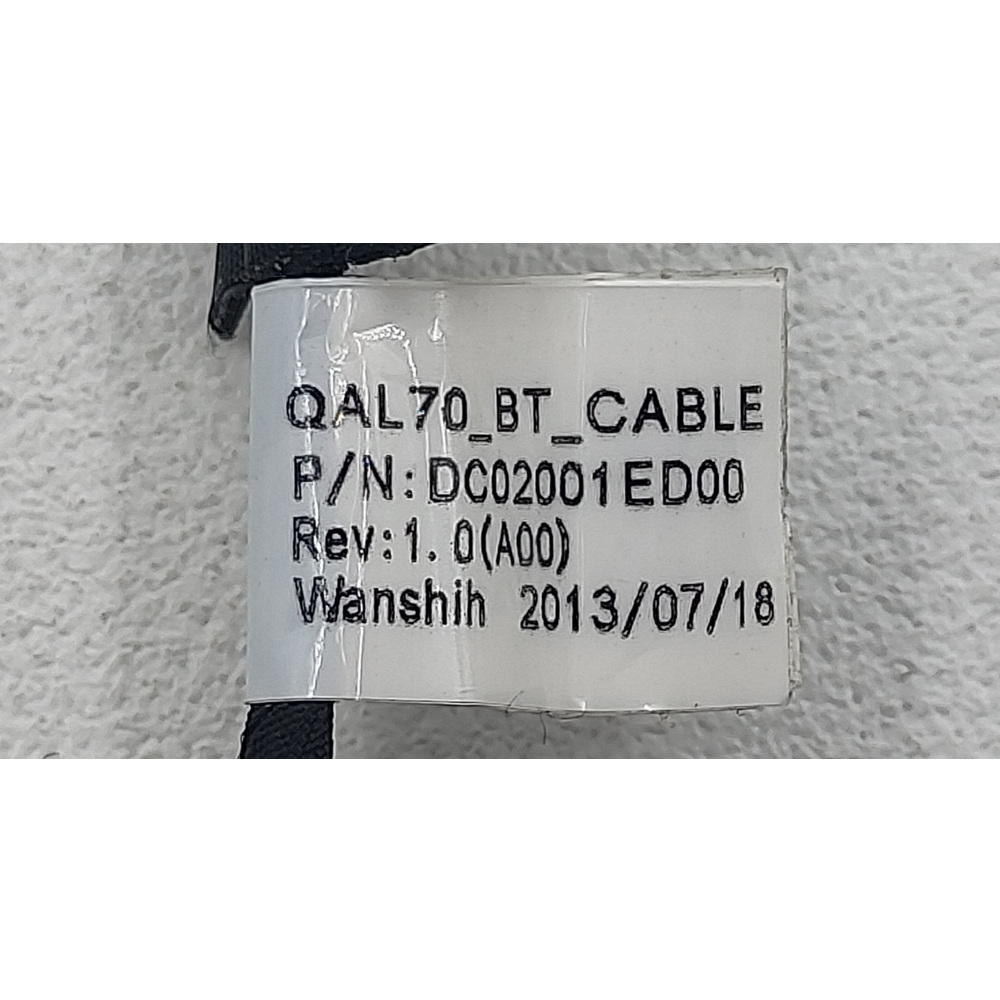 QAL70_BT_CABLE
P/N:DC02001ED00
Rev:1.0(A00)
Wanshih 2013/07/18